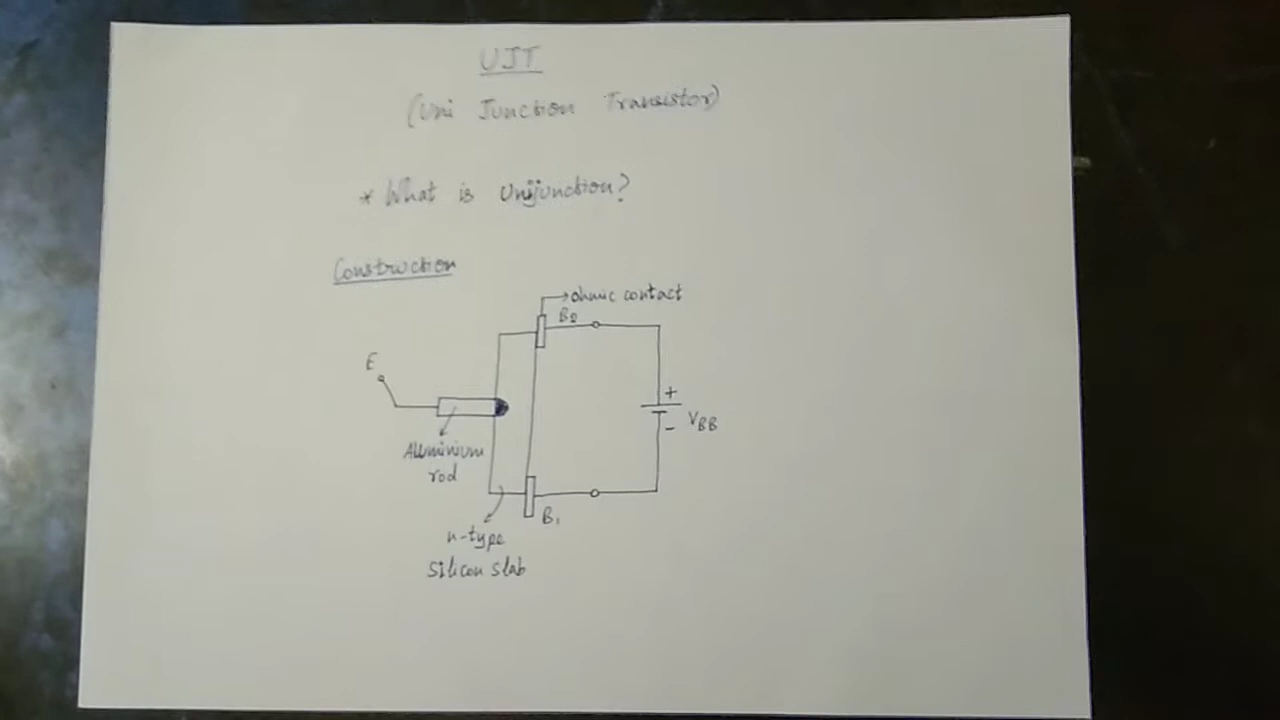 UJT
(Uni Junction Transistor)
* What is Unijunction?
Construction
ohmic contact
B2
E
+
VBB
-
Aluminium
rod
B1
n-type
Silicon slab